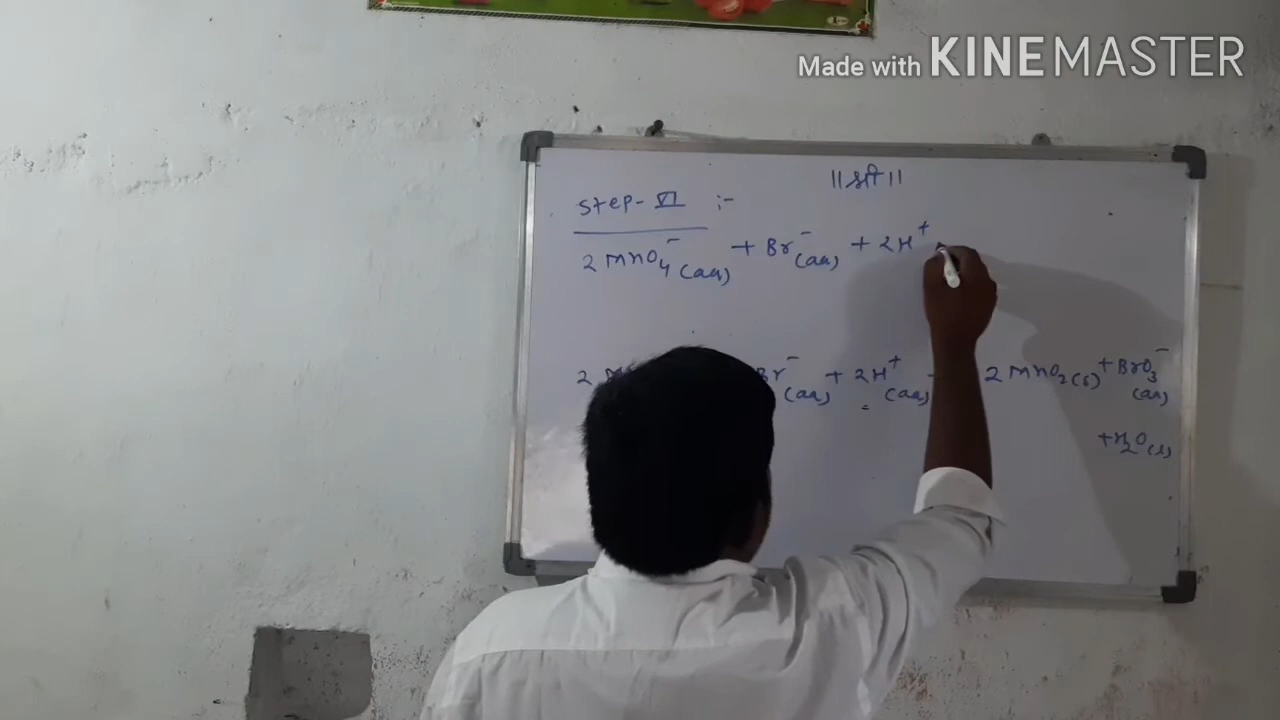 Made with KINEMASTER
॥ श्री ॥
Step-VI :-
2 MnO₄⁻(aq) + Br⁻(aq) + 2H⁺
2 Br⁻(aq) + 2H⁺(aq) 2 MnO₂(s) + BrO₃⁻(aq)
+ H₂O(l)